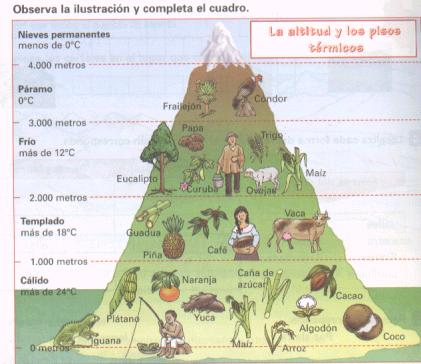 Observa la ilustración y completa el cuadro.
La altitud y los pisos
térmicos
Nieves permanentes
menos de 0°C
4.000 metros
Páramo
0°C
Frailejón
Cóndor
3.000 metros
Papa
Trigo
Frío
más de 12°C
Eucalipto
Curuba
Ovejas
Maíz
2.000 metros
Templado
más de 18°C
Guadua
Piña
Café
Vaca
1.000 metros
Cálido
más de 24°C
Plátano
Naranja
Caña de
azúcar
Cacao
Yuca
Algodón
Coco
Iguana
Maíz
Arroz
0 metros